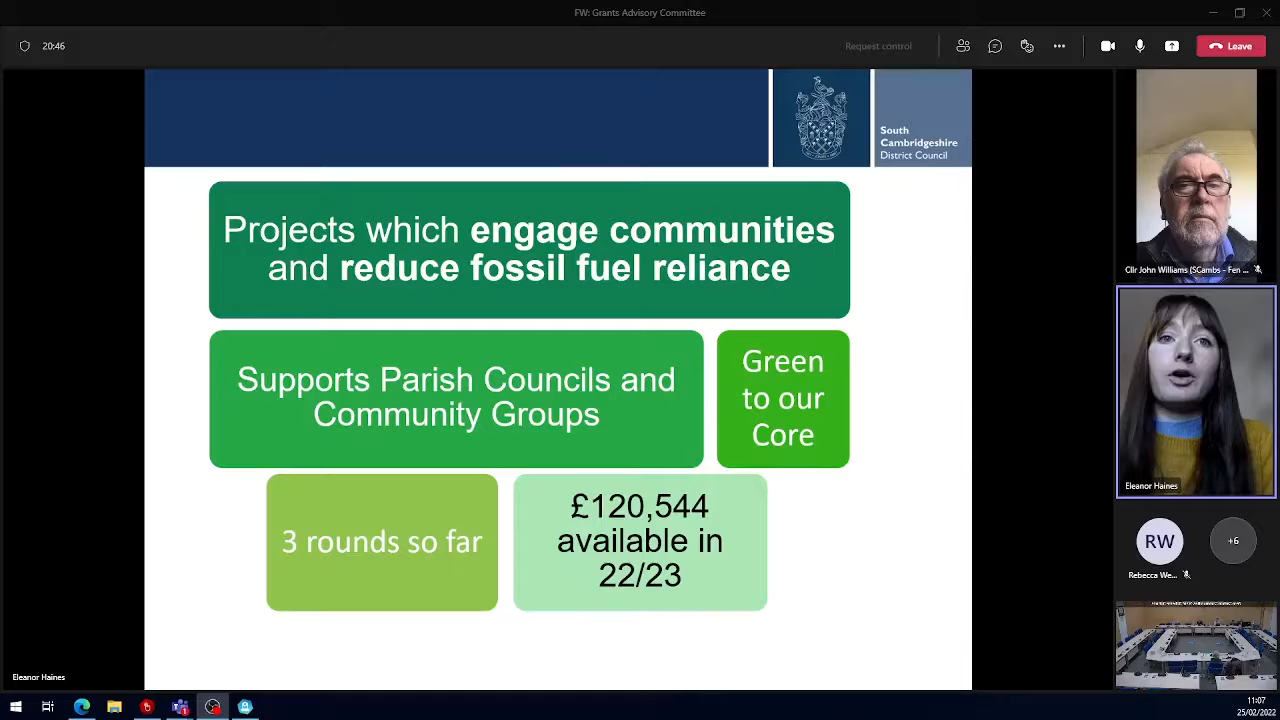 FW: Grants Advisory Committee
20:46
Request control
Leave
South
Cambridgeshire
District Council
Projects which engage communities
and reduce fossil fuel reliance
Supports Parish Councils and
Community Groups
Green
to our
Core
3 rounds so far
£120,544
available in
22/23
Cllr John Williams (SCambs - Fen ...
Eleanor Haines
RW
+6
Rebecca We...
Eleanor Haines
11:07
25/02/2022